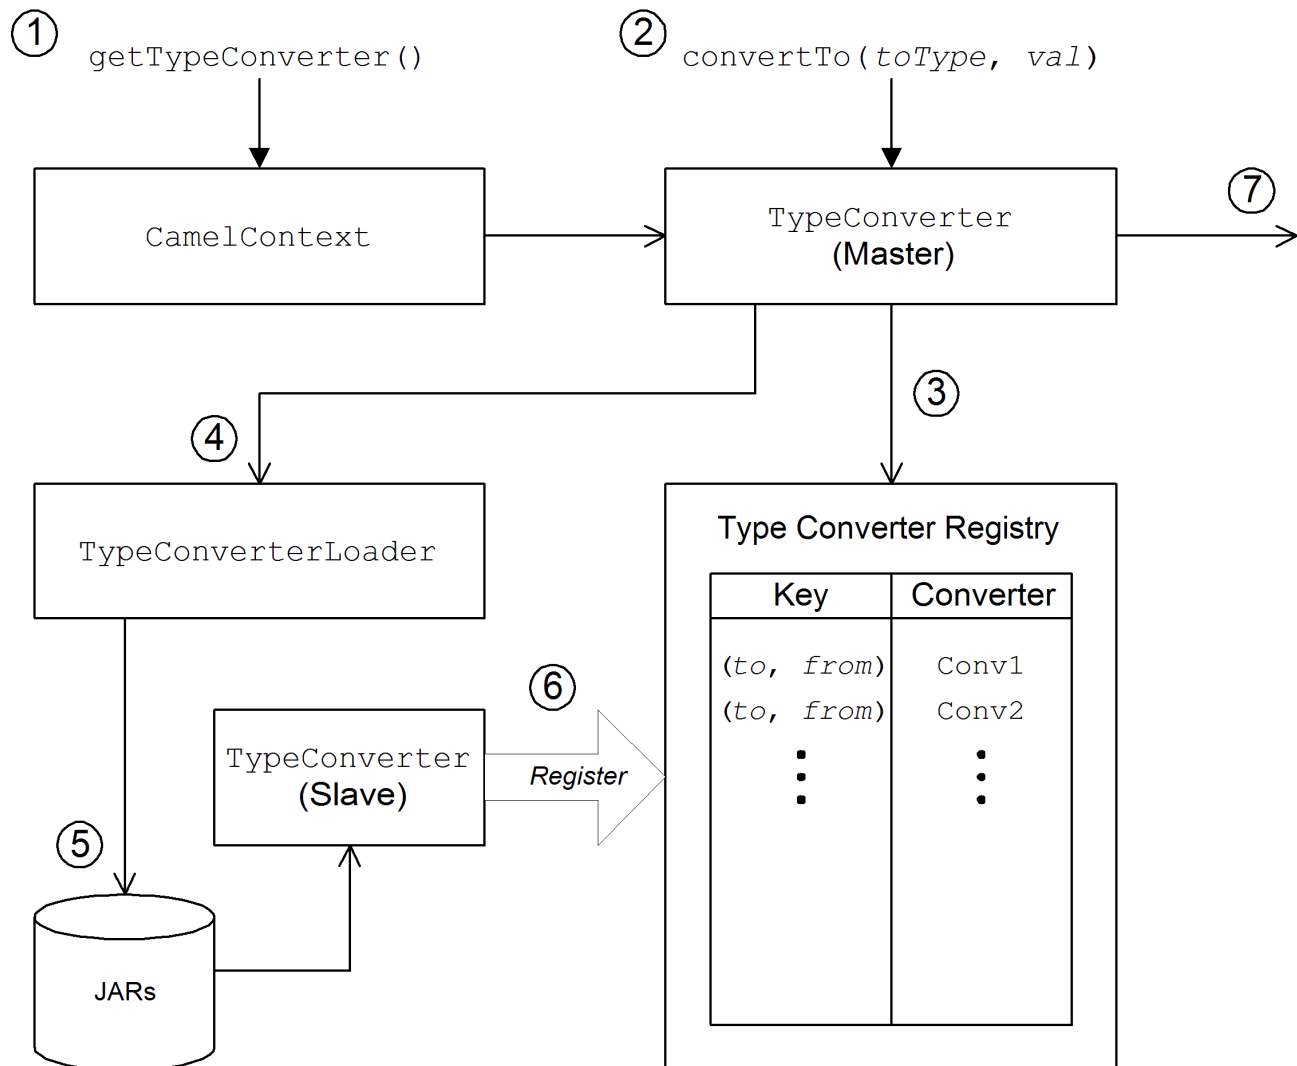 1
getTypeConverter()
2
convertTo(toType, val)
CamelContext
TypeConverter
(Master)
7
3
4
TypeConverterLoader
Type Converter Registry
Key Converter
(to, from) Conv1
(to, from) Conv2
6
TypeConverter
(Slave)
Register
5
JARs